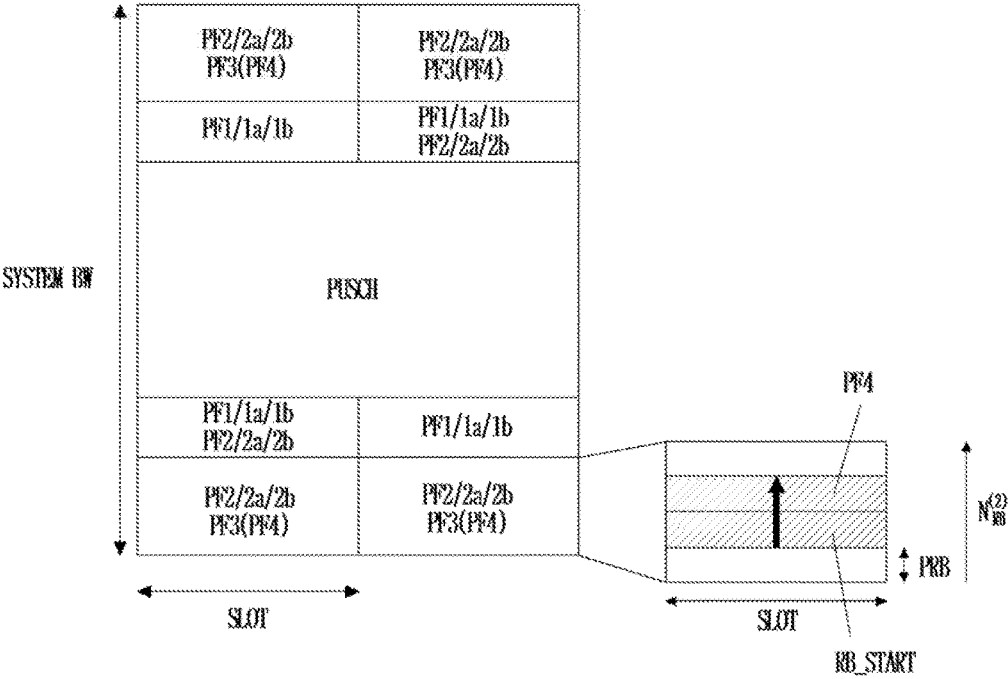 PF2/2a/2b
PF3(PF4)
PF2/2a/2b
PF3(PF4)
PF1/1a/1b
PF1/1a/1b
PF2/2a/2b
SYSTEM BW
PUSCH
PF4
PF1/1a/1b
PF2/2a/2b
PF1/1a/1b
PF2/2a/2b
PF3(PF4)
PF2/2a/2b
PF3(PF4)
N_RB^(2)
PRB
SLOT
SLOT
RB_START